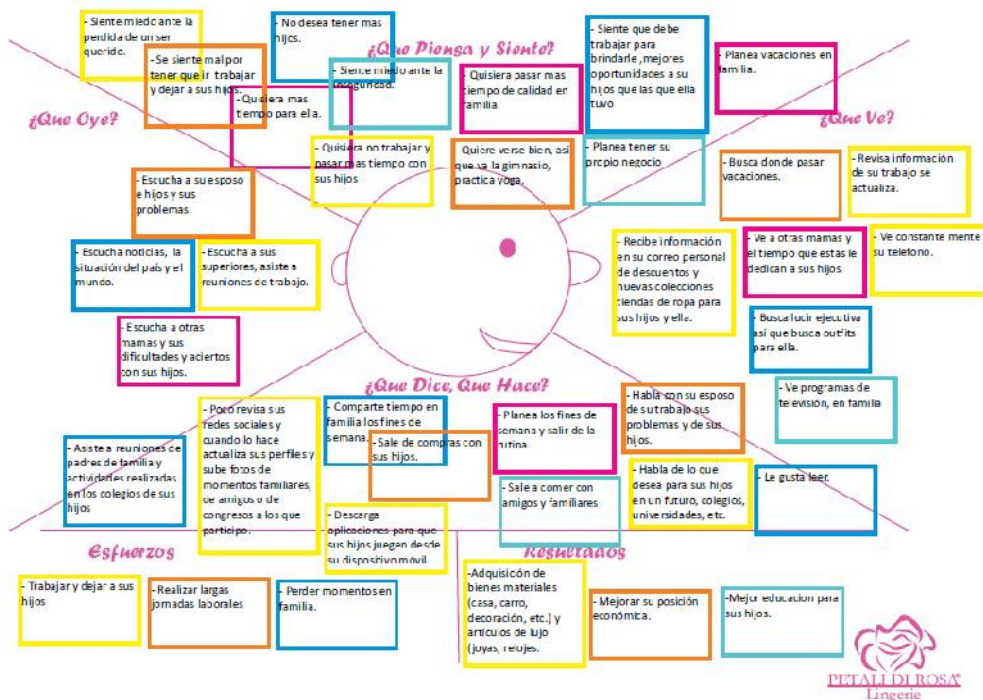 ¿Que Piensa y Siente?
- Siente miedo ante la
perdida de un ser
querido.
- Se siente mal por
tener que ir trabajar
y dejar a sus hijos.
- No desea tener mas
hijos.
- Quisiera mas
tiempo para ella.
- Siente miedo ante la
inseguridad.
- Quisiera no trabajar y
pasar mas tiempo con
sus hijos
- Quisiera pasar mas
tiempo de calidad en
familia.
Quiere verse bien, así
que va la gimnasio,
practica yoga.
- Siente que debe
trabajar para
brindarle, mejores
oportunidades a su
hijos que las que ella
tuvo
- Planea tener su
propio negocio
- Planea vacaciones en
familia.
¿Que Oye?
- Escucha a su esposo
e hijos y sus
problemas
- Escucha noticias, la
situación del país y el
mundo.
- Escucha a sus
superiores, asiste a
reuniones de trabajo.
- Escucha a otras
mamas y sus
dificultades y aciertos
con sus hijos.
¿Que Ve?
- Busca donde pasar
vacaciones.
- Revisa información
de su trabajo se
actualiza.
- Recibe información
en su correo personal
de descuentos y
nuevas colecciones
tiendas de ropa para
sus hijos y ella.
- Ve a otras mamas y
el tiempo que estas le
dedican a sus hijos
- Ve constante mente
su telefono.
- Busca lucir ejecutiva
así que busca outfits
para ella.
- Ve programas de
televisión, en familia
¿Que Dice, Que Hace?
- Asiste a reuniones de
padres de familia y
actividades realizadas
en los colegios de sus
hijos
- Poco revisa sus
redes sociales y
cuando lo hace
actualiza sus perfiles y
sube fotos de
momentos familiares,
de amigos o de
congresos a los que
participo.
- Comparte tiempo en
familia los fines de
semana.
- Sale de compras con
sus hijos.
- Descarga
aplicaciones para que
sus hijos jueguen desde
su dispositivo móvil.
- Planea los fines de
semana y salir de la
rutina.
- Sale a comer con
amigos y familiares
- Habla con su esposo
de su trabajo sus
problemas y de sus
hijos.
- Habla de lo que
desea para sus hijos
en un futuro, colegios,
universidades, etc.
- Le gusta leer.
Esfuerzos
- Trabajar y dejar a sus
hijos
- Realizar largas
jornadas laborales
- Perder momentos en
familia.
Resultados
- Adquisición de
bienes materiales
(casa, carro,
decoración, etc.) y
artículos de lujo
(joyas, relojes.
- Mejorar su posición
económica.
- Mejor educacion para
sus hijos.
PETALI DI ROSA®
Lingerie